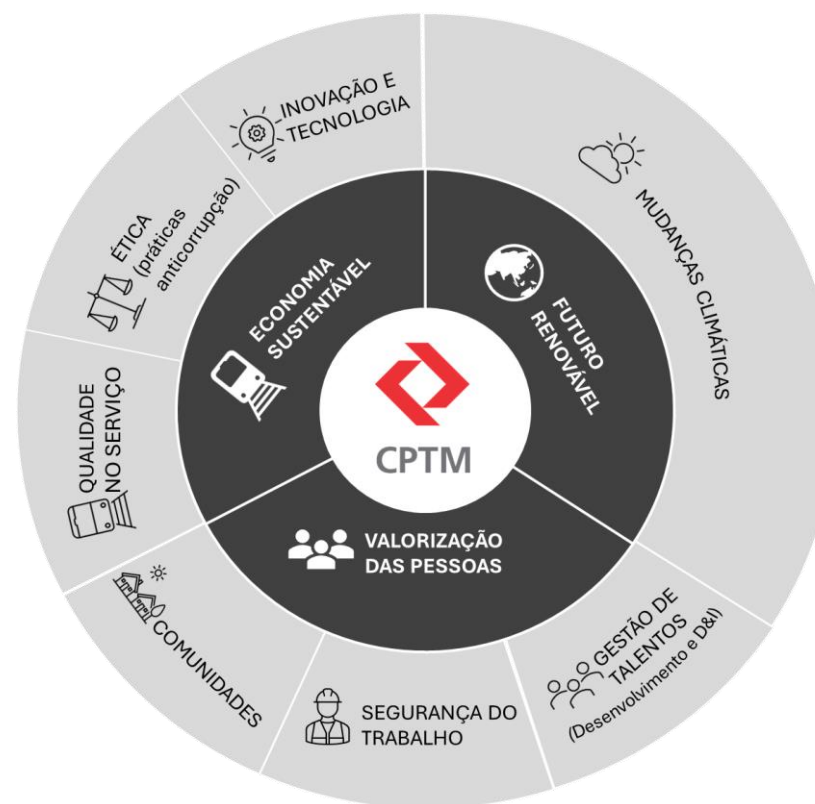 INOVAÇÃO E
TECNOLOGIA
MUDANÇAS CLIMÁTICAS
ÉTICA
(práticas
anticorrupção)
ECONOMIA
SUSTENTÁVEL
FUTURO
RENOVÁVEL
QUALIDADE
NO SERVIÇO
CPTM
VALORIZAÇÃO
DAS PESSOAS
COMUNIDADES
SEGURANÇA DO
TRABALHO
GESTÃO DE
TALENTOS
(Desenvolvimento e D&I)